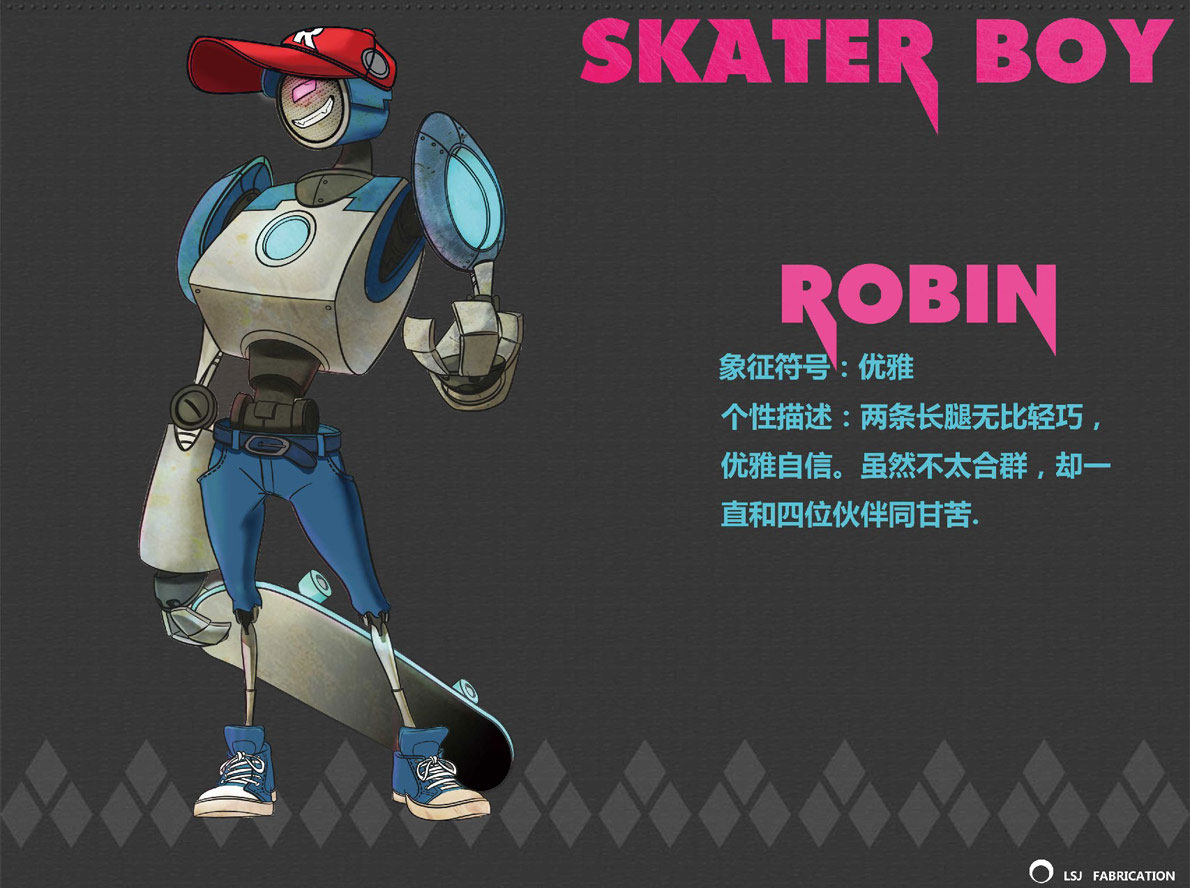 SKATER BOY
R
ROBIN
象征符号：优雅
个性描述：两条长腿无比轻巧，
优雅自信。虽然不太合群，却一
直和四位伙伴同甘苦.
LSJ FABRICATION